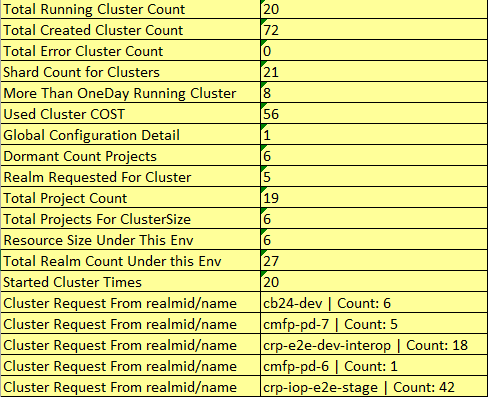 Total Running Cluster Count 20
Total Created Cluster Count 72
Total Error Cluster Count 0
Shard Count for Clusters 21
More Than OneDay Running Cluster 8
Used Cluster COST 56
Global Configuration Detail 1
Dormant Count Projects 6
Realm Requested For Cluster 5
Total Project Count 19
Total Projects For ClusterSize 6
Resource Size Under This Env 6
Total Realm Count Under this Env 27
Started Cluster Times 20
Cluster Request From realmid/name cb24-dev | Count: 6
Cluster Request From realmid/name cmfp-pd-7 | Count: 5
Cluster Request From realmid/name crp-e2e-dev-interop | Count: 18
Cluster Request From realmid/name cmfp-pd-6 | Count: 1
Cluster Request From realmid/name crp-iop-e2e-stage | Count: 42